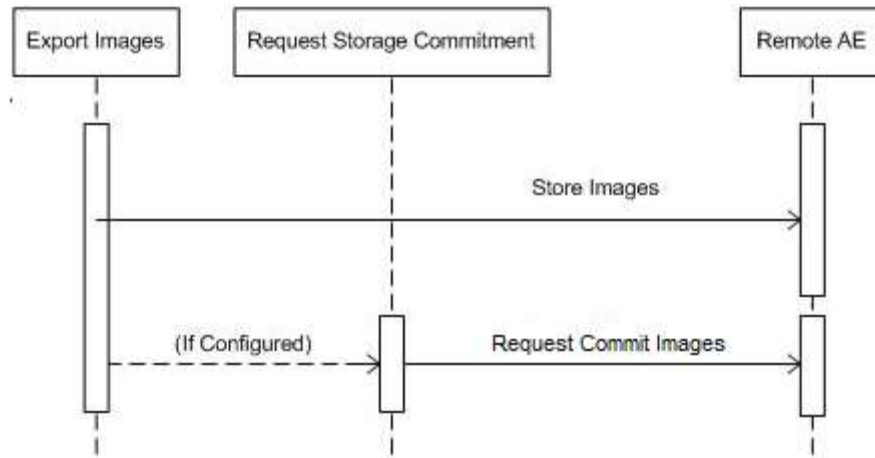 Export Images
Request Storage Commitment
Remote AE
Store Images
(If Configured)
Request Commit Images